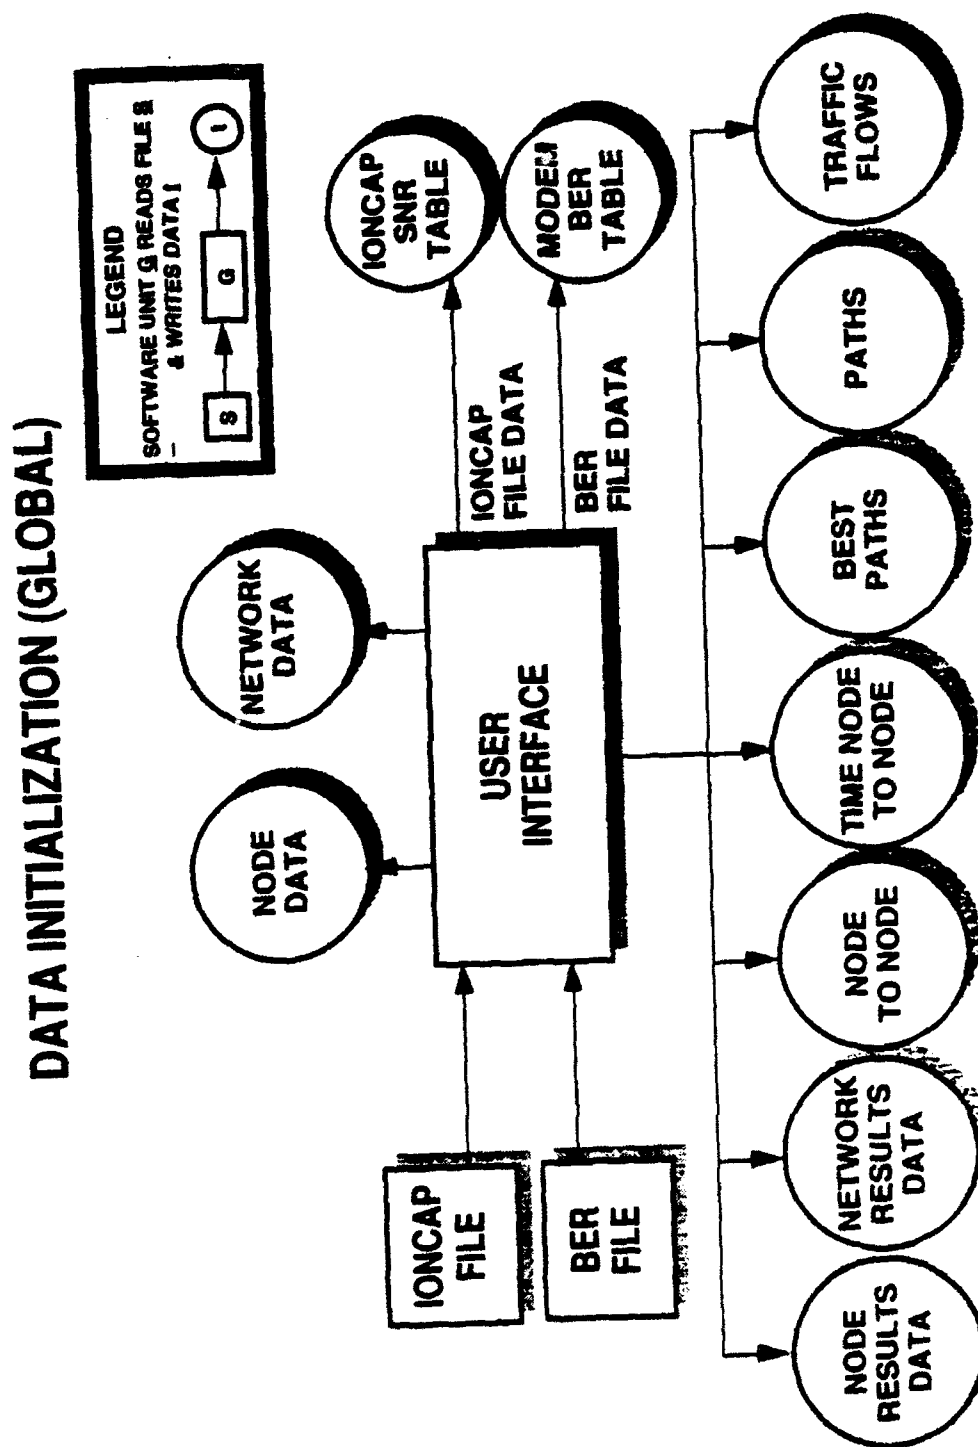 DATA INITIALIZATION (GLOBAL)
LEGEND
SOFTWARE UNIT G READS FILE S
& WRITES DATA t
S
G
t
NODE
DATA
NETWORK
DATA
IONCAP
SNR
TABLE
MODEM
BER
TABLE
IONCAP
FILE
BER
FILE
USER
INTERFACE
IONCAP
FILE DATA
BER
FILE DATA
NODE
RESULTS
DATA
NETWORK
RESULTS
DATA
NODE
TO NODE
TIME NODE
TO NODE
BEST
PATHS
PATHS
TRAFFIC
FLOWS